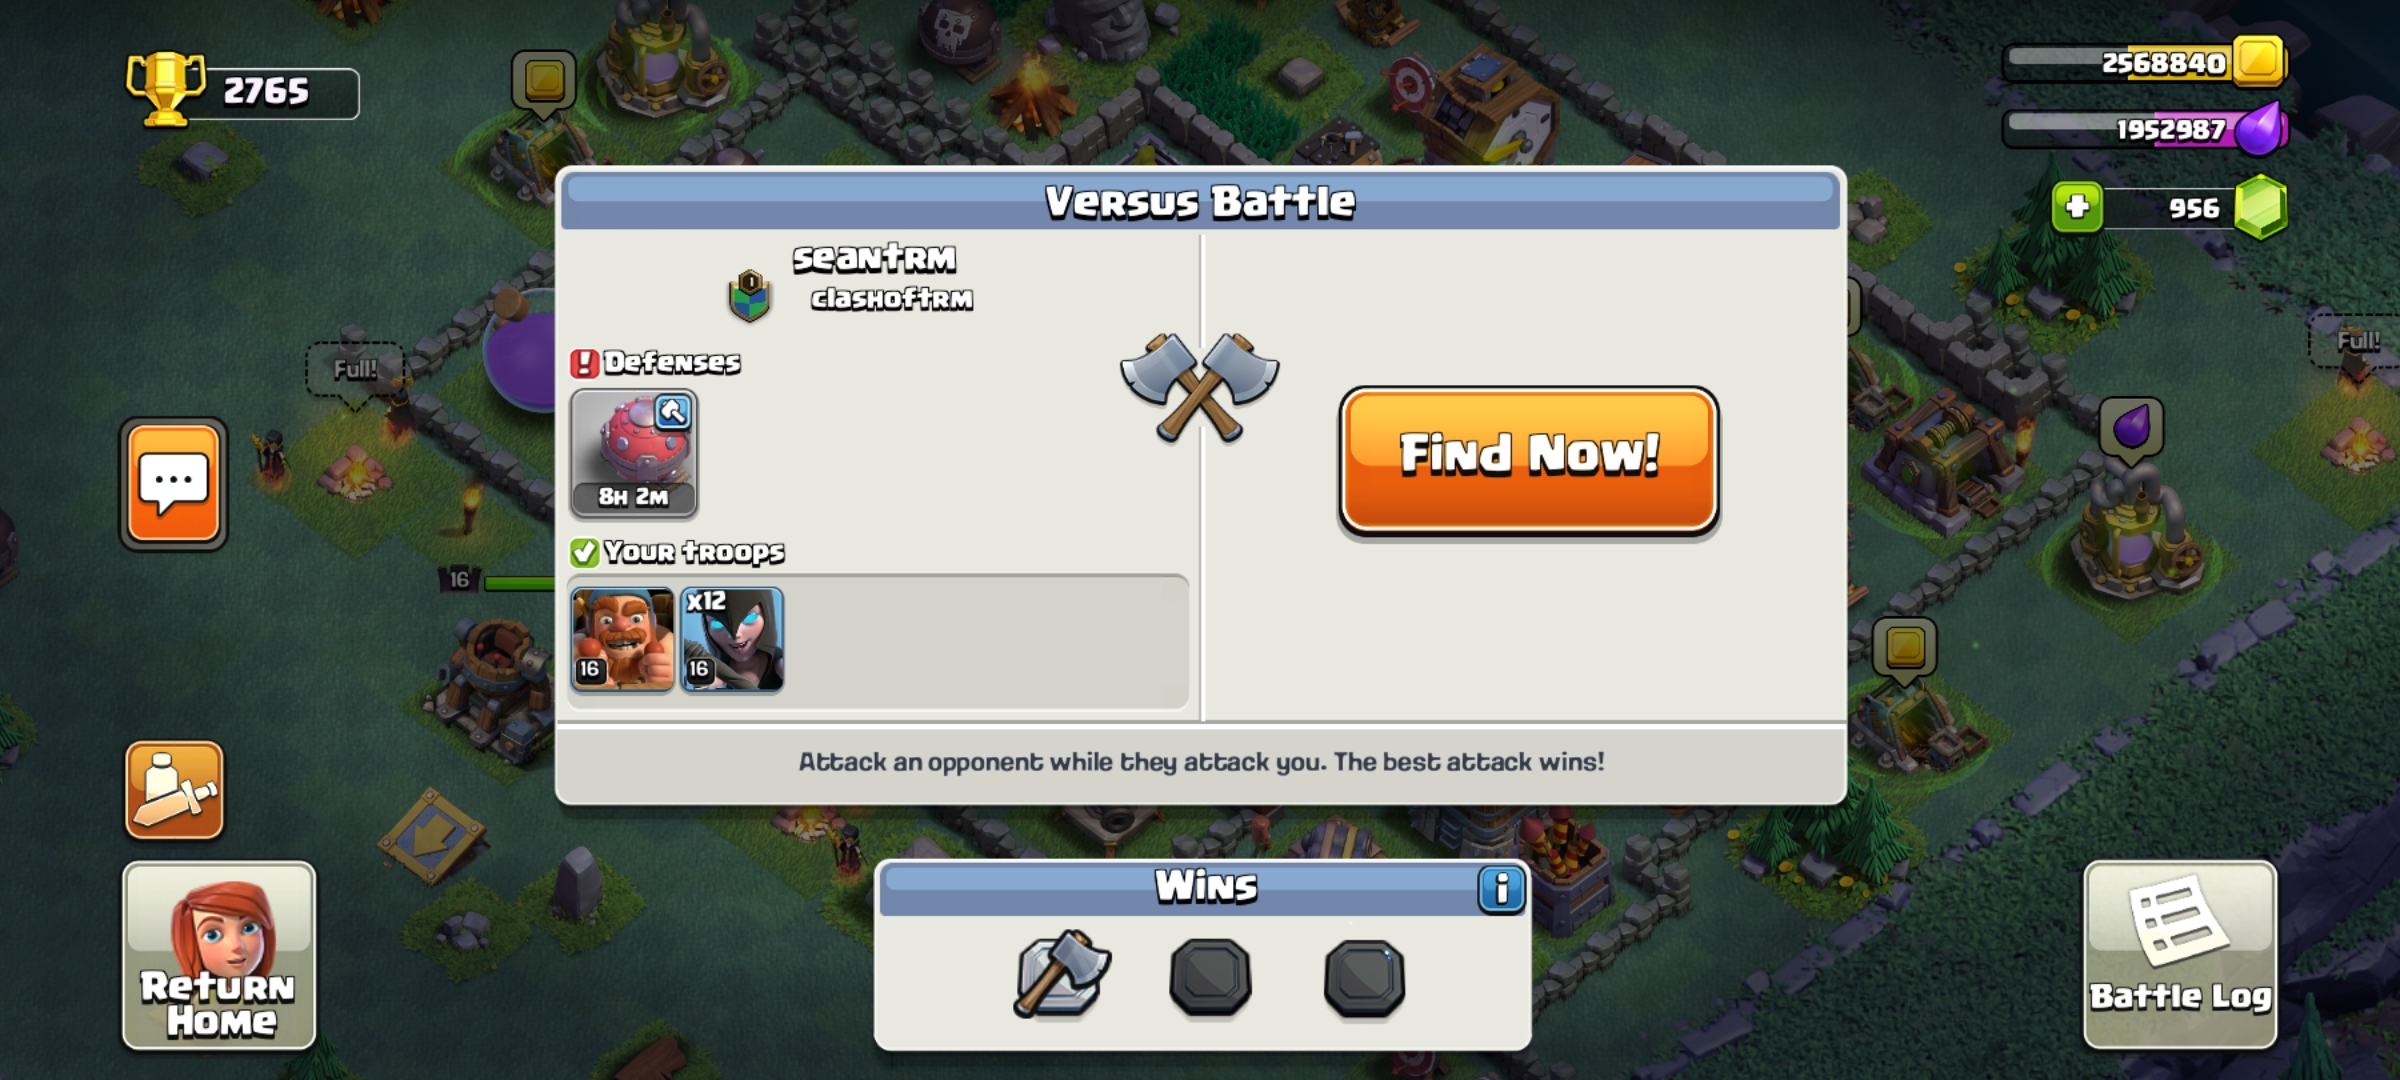 2765
2568840
1952987
956
Versus Battle
seantrm
clashoftrm
Defenses
8H 2M
Your troops
16
x12
16
Find Now!
Attack an opponent while they attack you. The best attack wins!
Full!
Full!
16
Wins
Return
Home
Battle Log